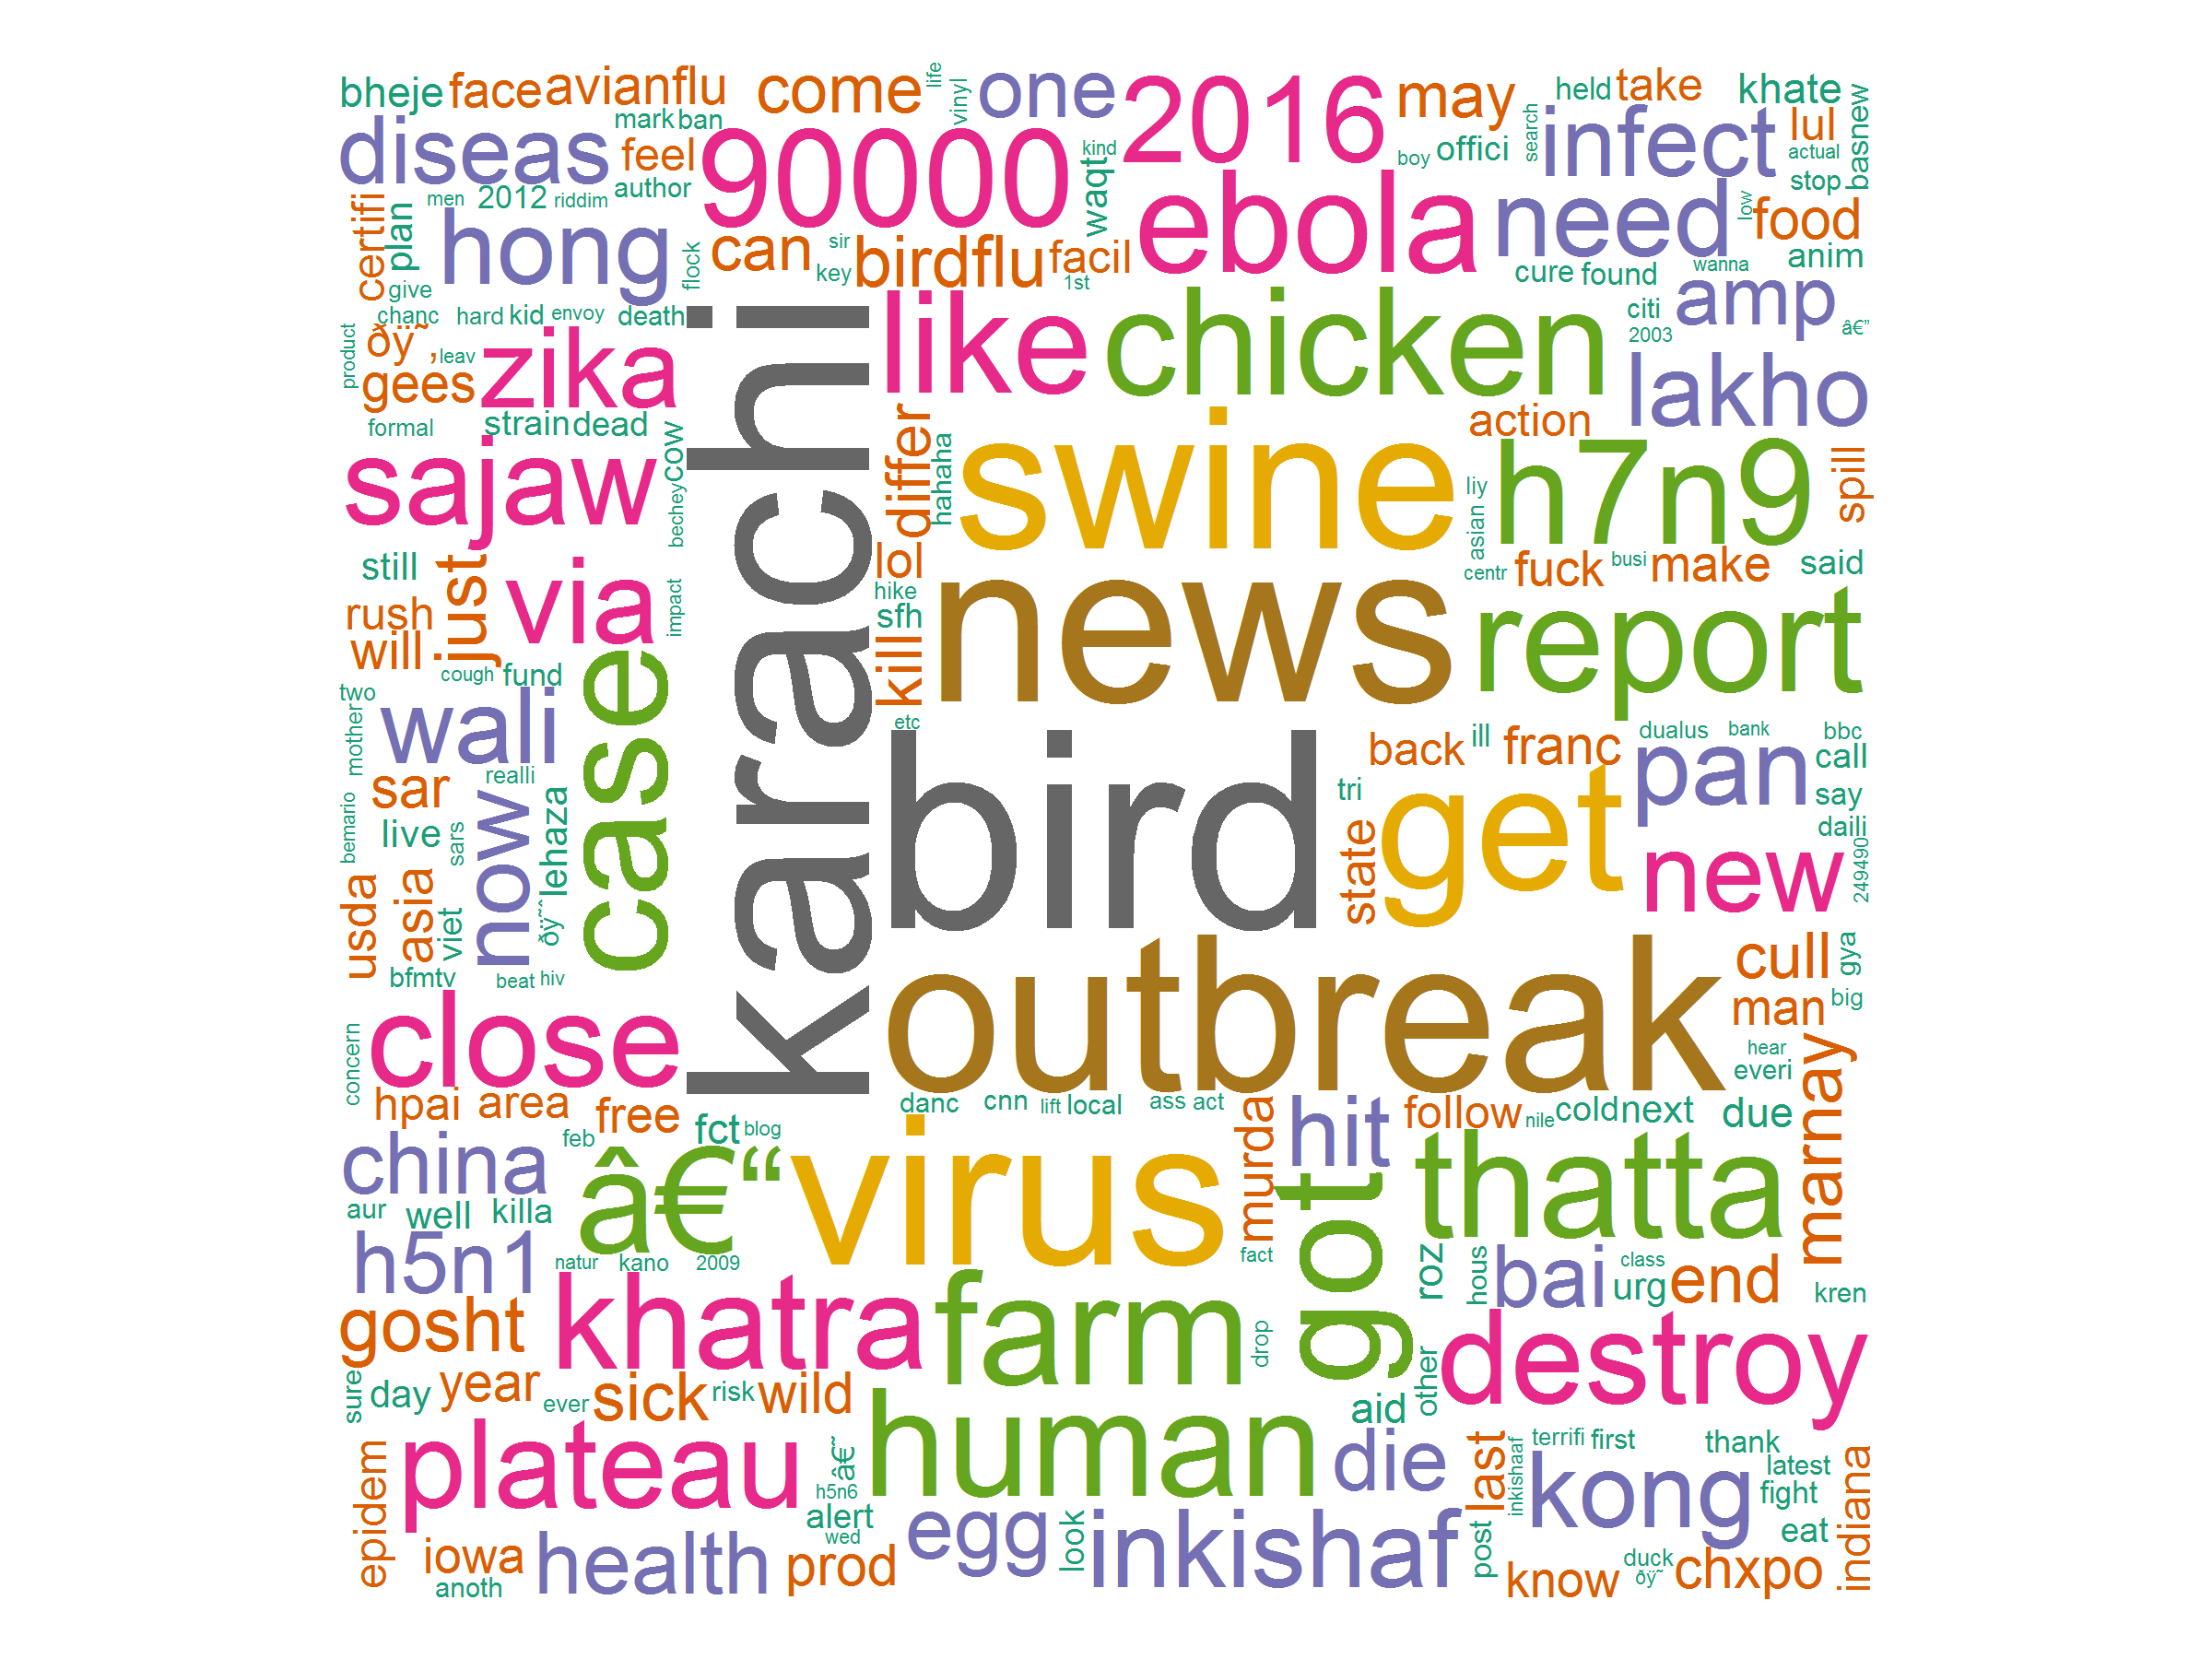 bheje face avianflu come life vinyl one 2016 may held take khate
diseas mark ban feel 90000 kind waqt boy offici search infect lul actual stop basnew
certifi plan men 2012 riddim author ebola need low food anim
hong flock can sir key birdflu facil 1st cure found wanna
give chanc hard kid envoy death like chicken citi 2003 amp â€”
product ðŸ˜‚ leav gees zika karachi lakho
formal strain dead cow differ hahaha swine action h7n9 spill
sajaw bechey lol liy asian centr fuck busi make said
still just via impact hike sfh kill news report
rush will cough fund case
two mother wali realli etc bird back ill franc dualus bank pan bbc call say daili
sar live sars now lehaza ðŸ˜ˆ tri state get new 249490
bemario usda asia viet bfmtv beat hiv outbreak cull gya man big
close concern hear everi marnay
hpai area free fct blog feb danc cnn lift local ass act murda hit follow nile cold next due
china â€“ virus got thatta
aur well killa h5n1 natur kano 2009 fact roz hous bai class urg end kren
gosht khatra farm drop destroy
sure day year ever sick risk wild human aid other
plateau â€˜ h5n6 alert wed die last inkishaaf terrifi first thank latest fight eat kong indiana
epidem iowa anoth health prod egg look inkishaf post know duck ðŸ˜ chxpo